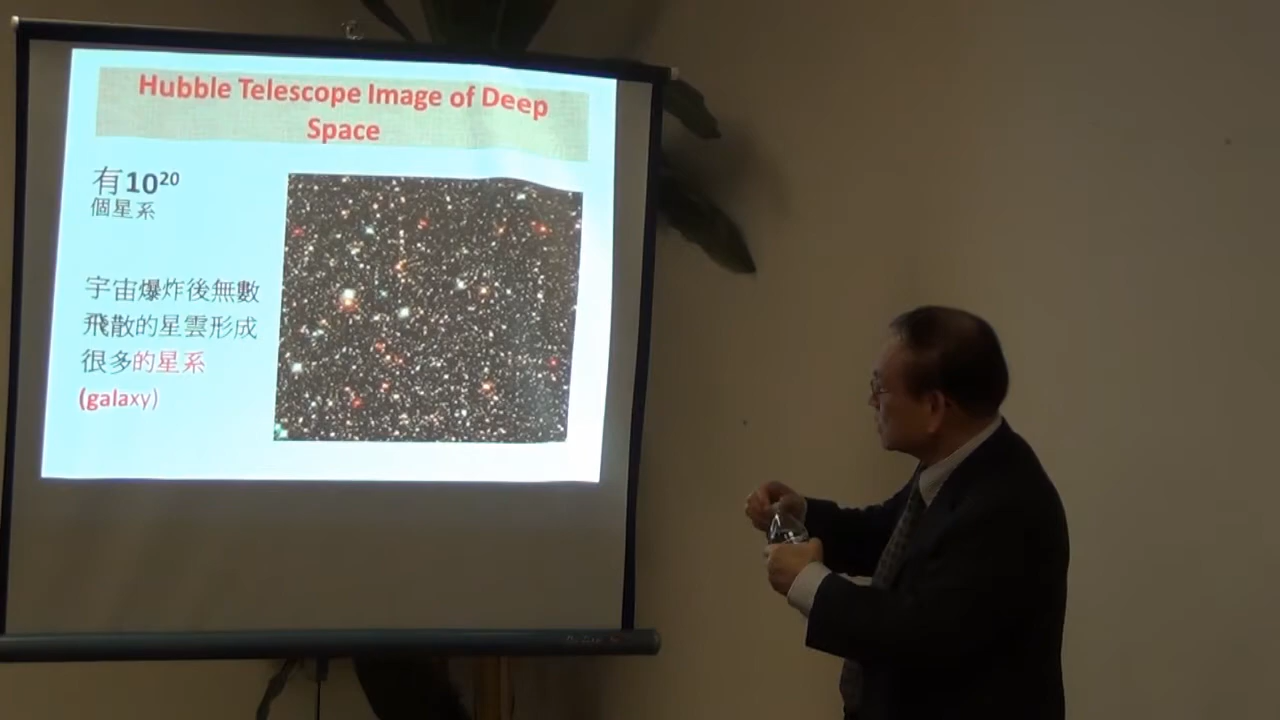 Hubble Telescope Image of Deep
Space
有10²⁰
個星系
宇宙爆炸後無數
飛散的星雲形成
很多的星系
(galaxy)